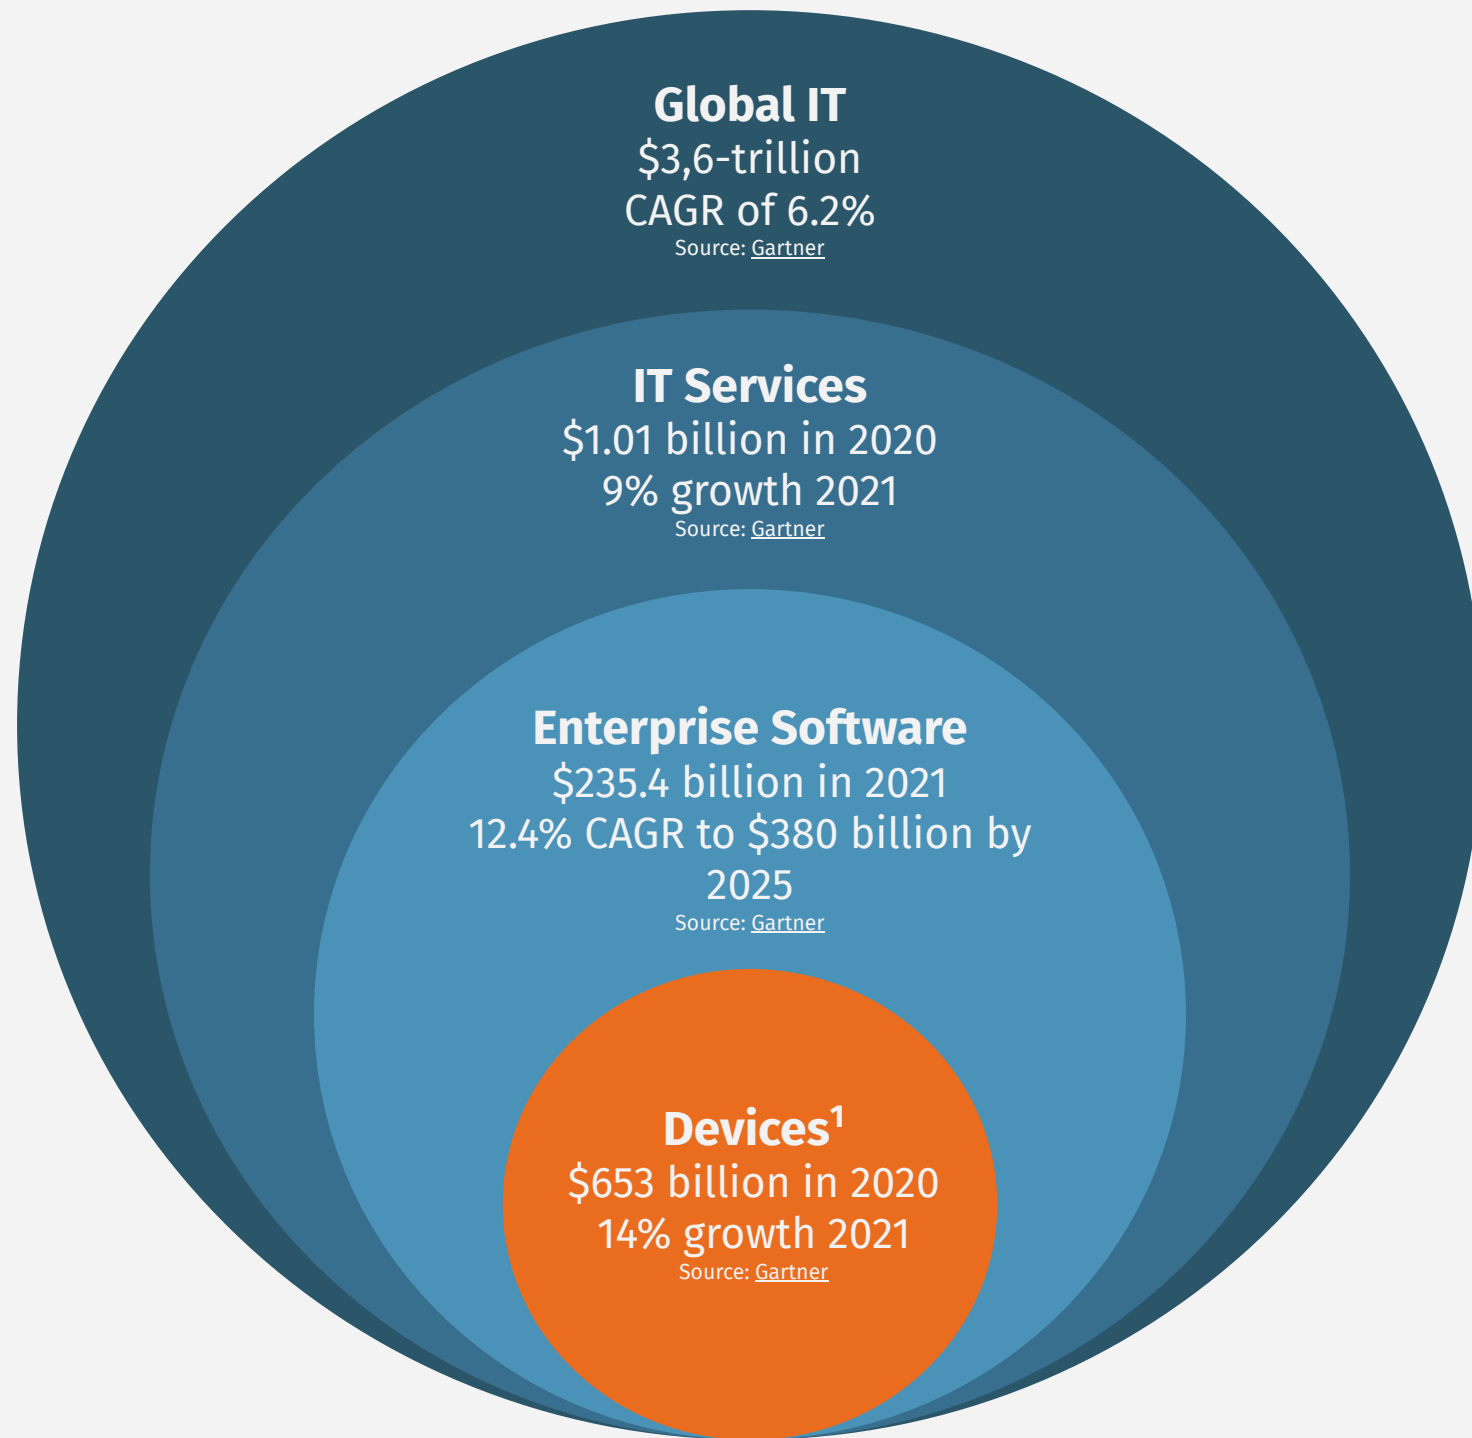 Global IT
$3,6-trillion
CAGR of 6.2%
Source: Gartner
IT Services
$1.01 billion in 2020
9% growth 2021
Source: Gartner
Enterprise Software
$235.4 billion in 2021
12.4% CAGR to $380 billion by
2025
Source: Gartner
Devices¹
$653 billion in 2020
14% growth 2021
Source: Gartner